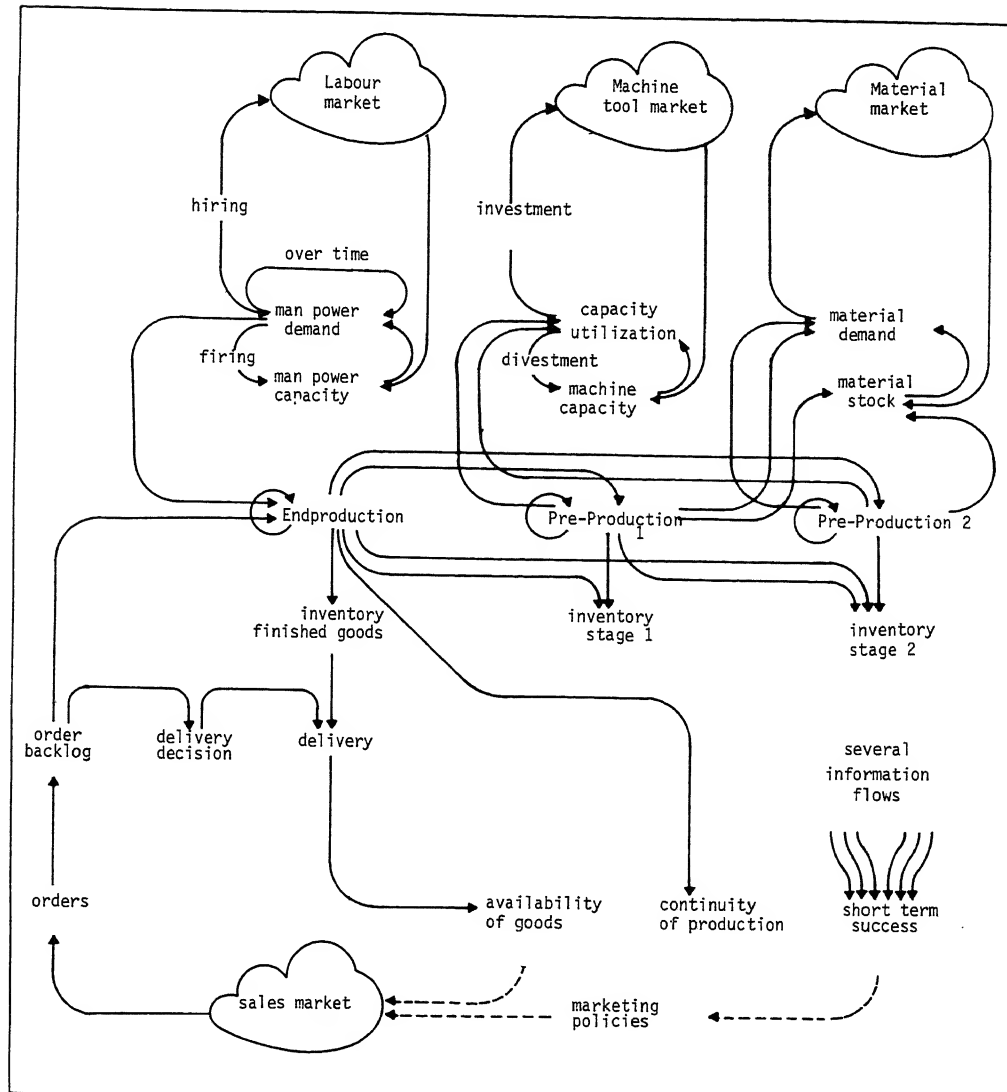 Labour
market
Machine
tool market
Material
market
hiring
investment
over time
man power
demand
capacity
utilization
material
demand
firing
divestment
man power
capacity
machine
capacity
material
stock
Endproduction
Pre-Production
1
Pre-Production 2
inventory
finished goods
inventory
stage 1
inventory
stage 2
order
backlog
delivery
decision
delivery
several
information
flows
orders
availability
of goods
continuity
of production
short term
success
sales market
marketing
policies